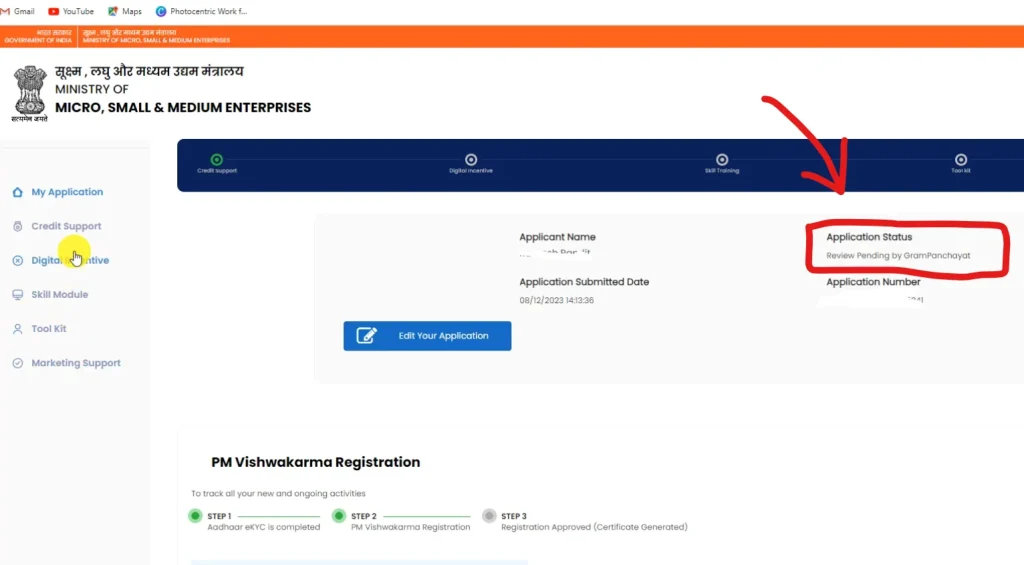 Gmail YouTube Maps Photocentric Work f...
भारत सरकार
GOVERNMENT OF INDIA
सूक्ष्म, लघु और मध्यम उद्यम मंत्रालय
MINISTRY OF MICRO, SMALL & MEDIUM ENTERPRISES
सूक्ष्म , लघु और मध्यम उद्यम मंत्रालय
MINISTRY OF
MICRO, SMALL & MEDIUM ENTERPRISES
सत्यमेव जयते
My Application
Credit Support
Digital
Skill Module
Tool Kit
Marketing Support
Credit Support
Digital Incentive
Skill Training
Tool kit
Applicant Name
Application Status
Review Pending by GramPanchayat
Application Submitted Date
08/12/2023 14:13:36
Application Number
Edit Your Application
PM Vishwakarma Registration
To track all your new and ongoing activities
STEP 1
Aadhaar eKYC is completed
STEP 2
PM Vishwakarma Registration
STEP 3
Registration Approved (Certificate Generated)